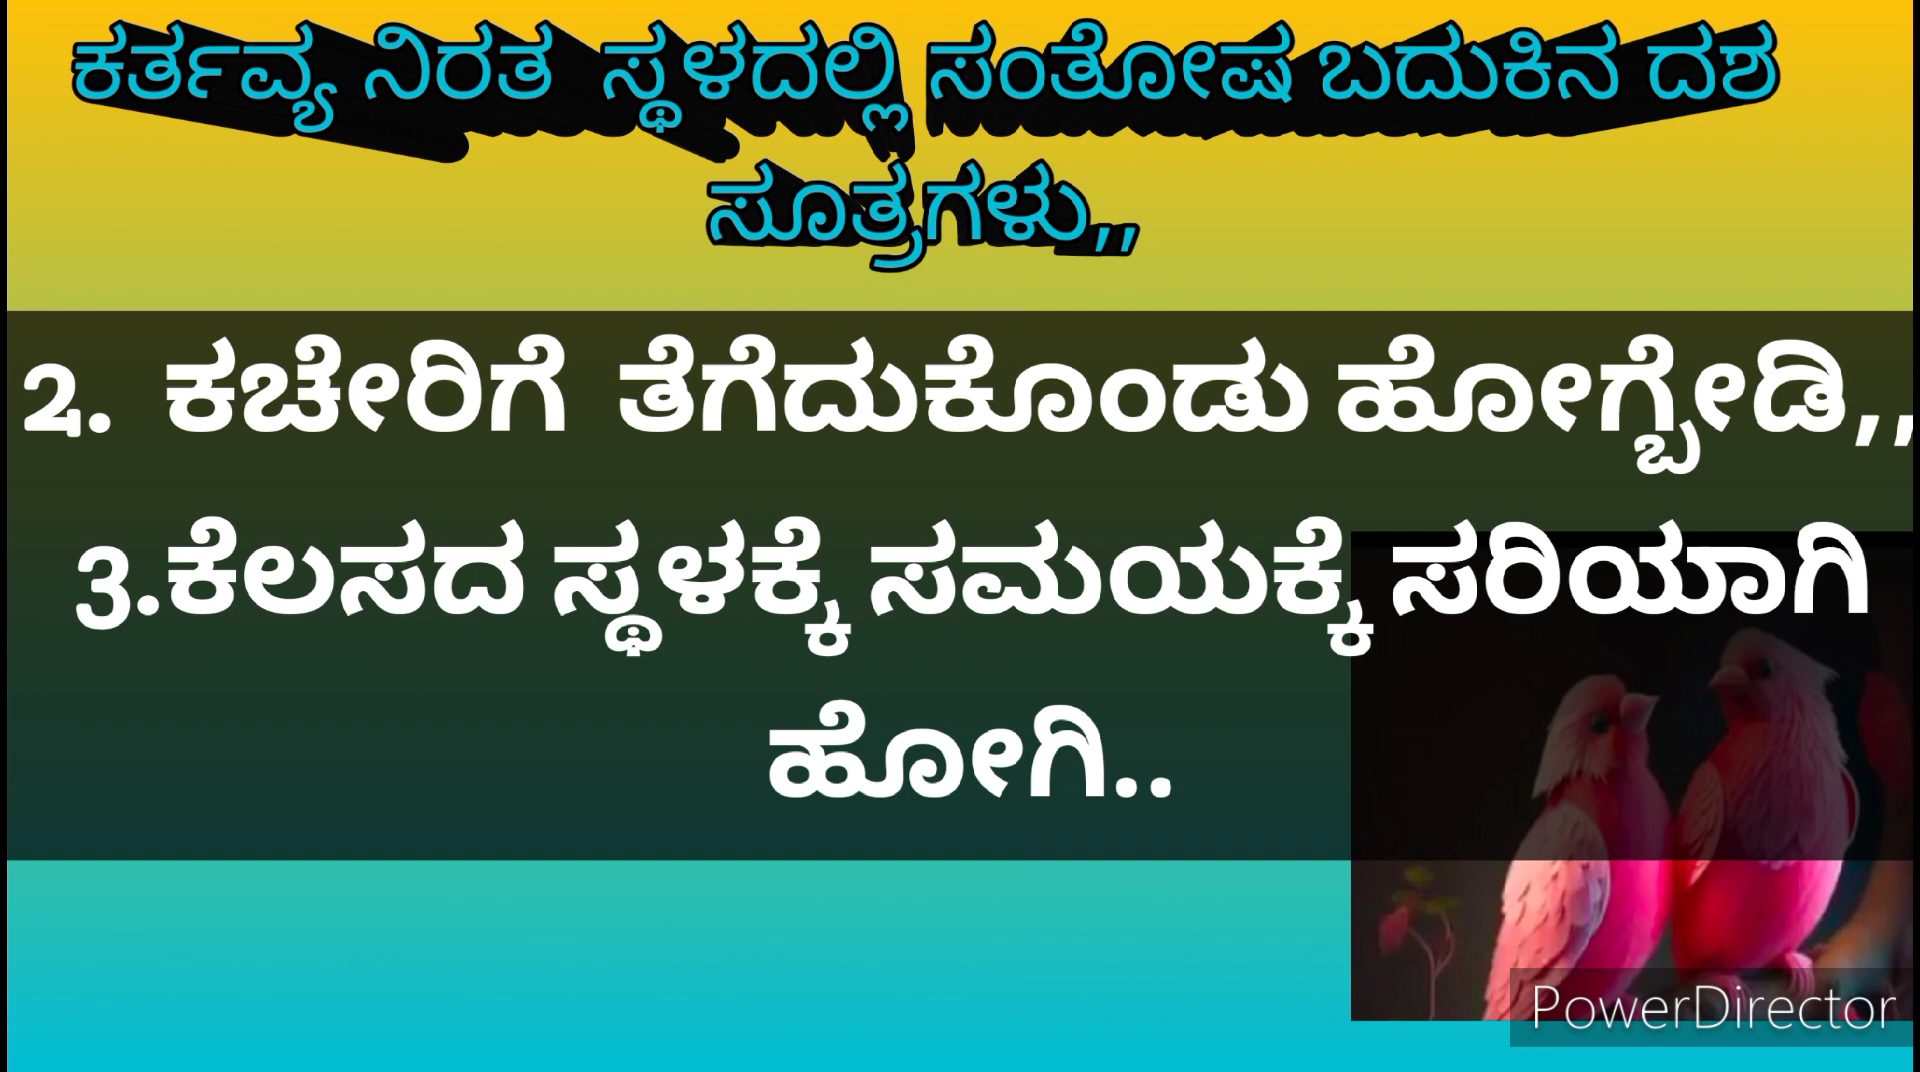 ಕರ್ತವ್ಯ ನಿರತ ಸ್ಥಳದಲ್ಲಿ ಸಂತೋಷ ಬದುಕಿನ ದಶ
ಸೂತ್ರಗಳು,,
2. ಕಚೇರಿಗೆ ತೆಗೆದುಕೊಂಡು ಹೋಗ್ಬೇಡಿ,,
3.ಕೆಲಸದ ಸ್ಥಳಕ್ಕೆ ಸಮಯಕ್ಕೆ ಸರಿಯಾಗಿ
ಹೋಗಿ..
PowerDirector